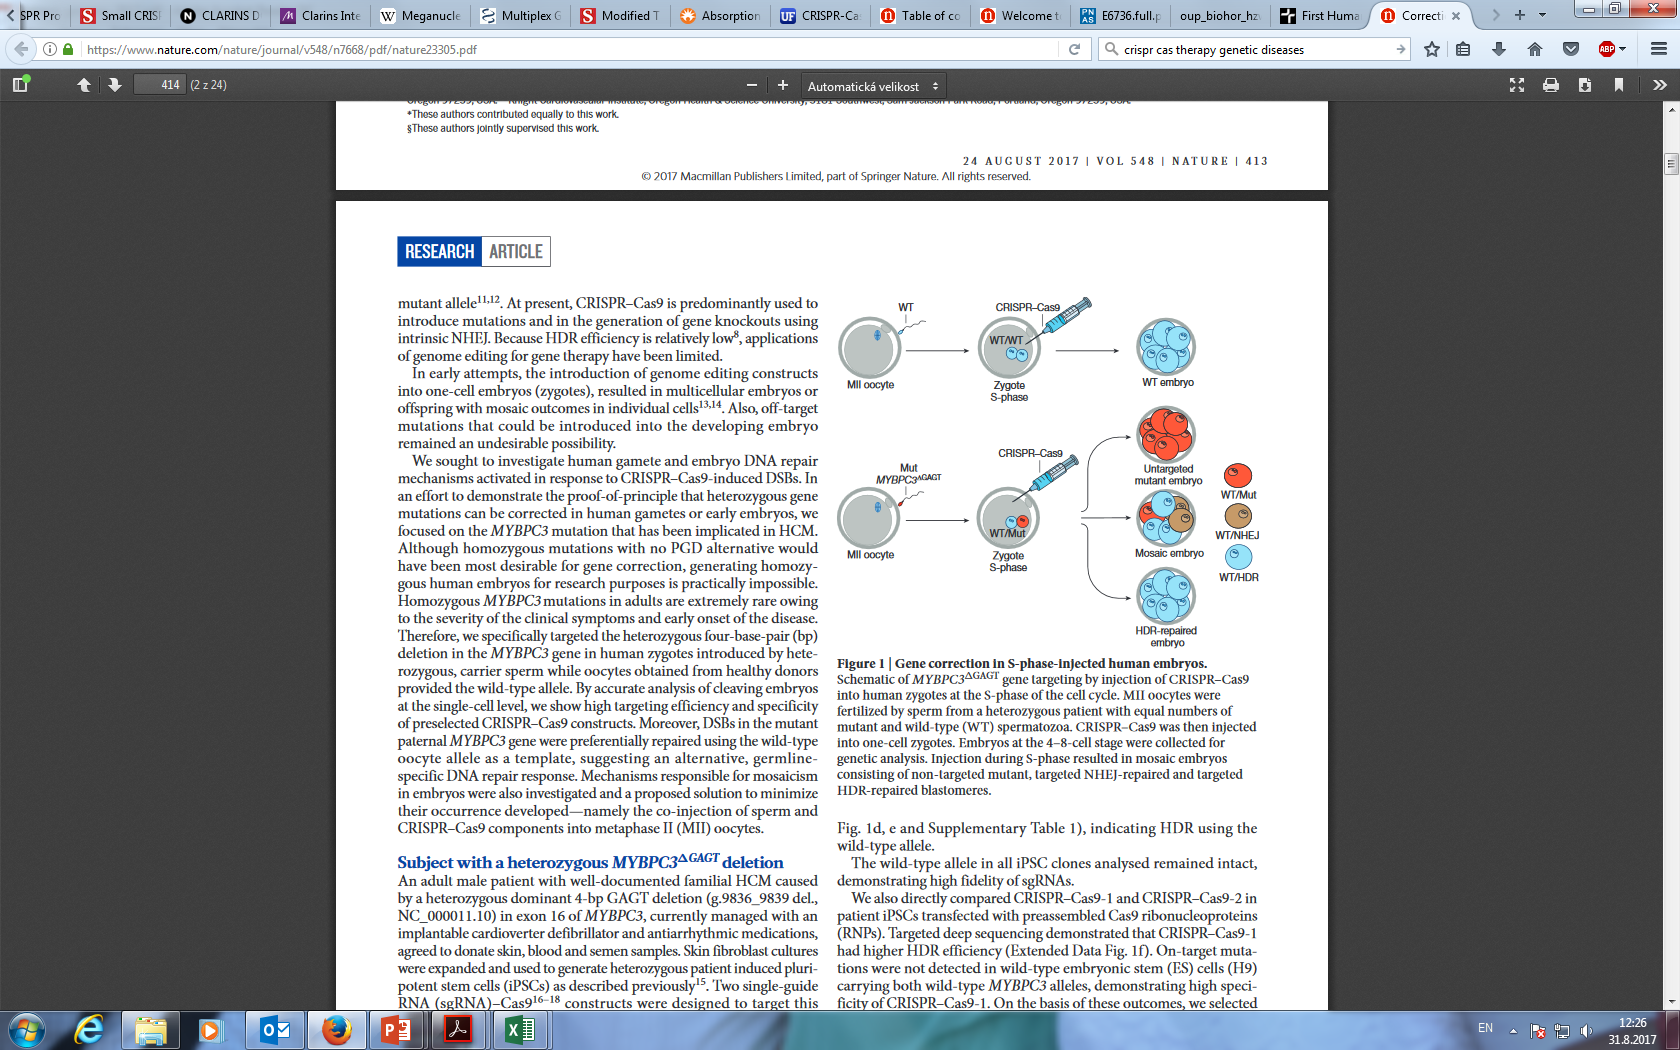 SPR Pro
Small CRIS
CLARINS D
Clarins Inte
Meganucle
Multiplex G
Modified T
Absorption
CRISPR-Ca
Table of co
Welcome t
E6736.full.p
oup_biohor_hz
First Huma
Correcti
https://www.nature.com/nature/journal/v548/n7668/pdf/nature23305.pdf
crispr cas therapy genetic diseases
ABP
414 (2 z 24)
Automatická velikost
Oregon 97239, USA. Knight Cardiovascular Institute, Oregon Health & Science University, 3181 Southwest, Sam Jackson Park Road, Portland, Oregon 97239, USA.
*These authors contributed equally to this work.
§These authors jointly supervised this work.
24 AUGUST 2017 | VOL 548 | NATURE | 413
© 2017 Macmillan Publishers Limited, part of Springer Nature. All rights reserved.
RESEARCH ARTICLE
mutant allele11,12. At present, CRISPR–Cas9 is predominantly used to
introduce mutations and in the generation of gene knockouts using
intrinsic NHEJ. Because HDR efficiency is relatively low8, applications
of genome editing for gene therapy have been limited.
In early attempts, the introduction of genome editing constructs
into one-cell embryos (zygotes), resulted in multicellular embryos or
offspring with mosaic outcomes in individual cells13,14. Also, off-target
mutations that could be introduced into the developing embryo
remained an undesirable possibility.
We sought to investigate human gamete and embryo DNA repair
mechanisms activated in response to CRISPR–Cas9-induced DSBs. In
an effort to demonstrate the proof-of-principle that heterozygous gene
mutations can be corrected in human gametes or early embryos, we
focused on the MYBPC3 mutation that has been implicated in HCM.
Although homozygous mutations with no PGD alternative would
have been most desirable for gene correction, generating homozy-
gous human embryos for research purposes is practically impossible.
Homozygous MYBPC3 mutations in adults are extremely rare owing
to the severity of the clinical symptoms and early onset of the disease.
Therefore, we specifically targeted the heterozygous four-base-pair (bp)
deletion in the MYBPC3 gene in human zygotes introduced by hete-
rozygous, carrier sperm while oocytes obtained from healthy donors
provided the wild-type allele. By accurate analysis of cleaving embryos
at the single-cell level, we show high targeting efficiency and specificity
of preselected CRISPR–Cas9 constructs. Moreover, DSBs in the mutant
paternal MYBPC3 gene were preferentially repaired using the wild-type
oocyte allele as a template, suggesting an alternative, germline-
specific DNA repair response. Mechanisms responsible for mosaicism
in embryos were also investigated and a proposed solution to minimize
their occurrence developed—namely the co-injection of sperm and
CRISPR–Cas9 components into metaphase II (MII) oocytes.
Subject with a heterozygous MYBPC3ΔGAGT deletion
An adult male patient with well-documented familial HCM caused
by a heterozygous dominant 4-bp GAGT deletion (g.9836_9839 del.,
NC_000011.10) in exon 16 of MYBPC3, currently managed with an
implantable cardioverter defibrillator and antiarrhythmic medications,
agreed to donate skin, blood and semen samples. Skin fibroblast cultures
were expanded and used to generate heterozygous patient induced pluri-
potent stem cells (iPSCs) as described previously15. Two single-guide
RNA (sgRNA)–Cas916–18 constructs were designed to target this
WT
CRISPR–Cas9
WT/WT
MII oocyte
Zygote
S-phase
WT embryo
Mut
MYBPC3ΔGAGT
CRISPR–Cas9
WT/Mut
MII oocyte
Zygote
S-phase
Untargeted
mutant embryo
Mosaic embryo
HDR-repaired
embryo
WT/Mut
WT/NHEJ
WT/HDR
Figure 1 | Gene correction in S-phase-injected human embryos.
Schematic of MYBPC3ΔGAGT gene targeting by injection of CRISPR–Cas9
into human zygotes at the S-phase of the cell cycle. MII oocytes were
fertilized by sperm from a heterozygous patient with equal numbers of
mutant and wild-type (WT) spermatozoa. CRISPR–Cas9 was then injected
into one-cell zygotes. Embryos at the 4–8-cell stage were collected for
genetic analysis. Injection during S-phase resulted in mosaic embryos
consisting of non-targeted mutant, targeted NHEJ-repaired and targeted
HDR-repaired blastomeres.
Fig. 1d, e and Supplementary Table 1), indicating HDR using the
wild-type allele.
The wild-type allele in all iPSC clones analysed remained intact,
demonstrating high fidelity of sgRNAs.
We also directly compared CRISPR–Cas9-1 and CRISPR–Cas9-2 in
patient iPSCs transfected with preassembled Cas9 ribonucleoproteins
(RNPs). Targeted deep sequencing demonstrated that CRISPR–Cas9-1
had higher HDR efficiency (Extended Data Fig. 1f). On-target muta-
tions were not detected in wild-type embryonic stem (ES) cells (H9)
carrying both wild-type MYBPC3 alleles, demonstrating high speci-
ficity of CRISPR–Cas9-1. On the basis of these outcomes, we selected
EN
12:26
31.8.2017